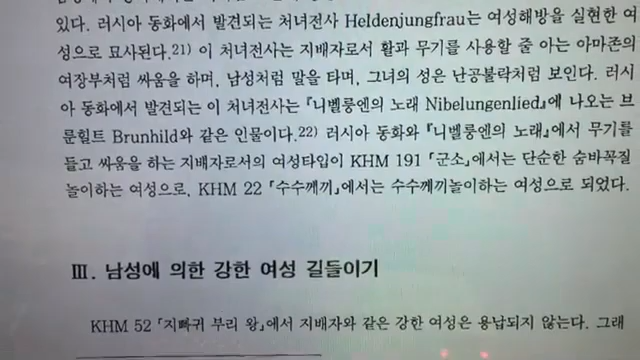 있다. 러시아 동화에서 발견되는 처녀전사 Heldenjungfrau는 여성해방을 실현한 여
성으로 묘사된다.21) 이 처녀전사는 지배자로서 활과 무기를 사용할 줄 아는 아마존의
여장부처럼 싸움을 하며, 남성처럼 말을 타며, 그녀의 성은 난공불락처럼 보인다. 러시
아 동화에서 발견되는 이 처녀전사는 『니벨룽엔의 노래 Nibelungenlied』에 나오는 브
룬힐트 Brunhild와 같은 인물이다.22) 러시아 동화와 『니벨룽엔의 노래』에서 무기를
들고 싸움을 하는 지배자로서의 여성타입이 KHM 191 「군소」에서는 단순한 숨바꼭질
놀이하는 여성으로, KHM 22 「수수께끼」에서는 수수께끼놀이하는 여성으로 되었다.
Ⅲ. 남성에 의한 강한 여성 길들이기
KHM 52 「지빠귀 부리 왕」에서 지배자와 같은 강한 여성은 용납되지 않는다. 그래